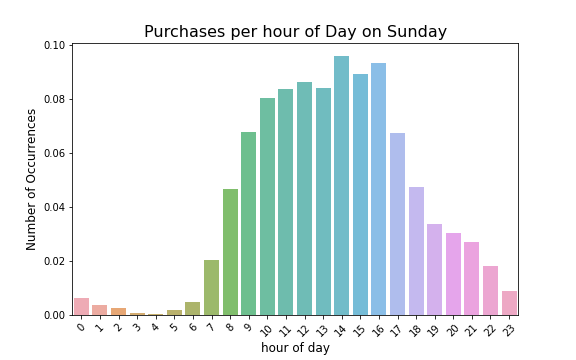 Purchases per hour of Day on Sunday
Number of Occurrences
0.10
0.08
0.06
0.04
0.02
0.00
0 1 2 3 4 5 6 7 8 9 10 11 12 13 14 15 16 17 18 19 20 21 22 23
hour of day